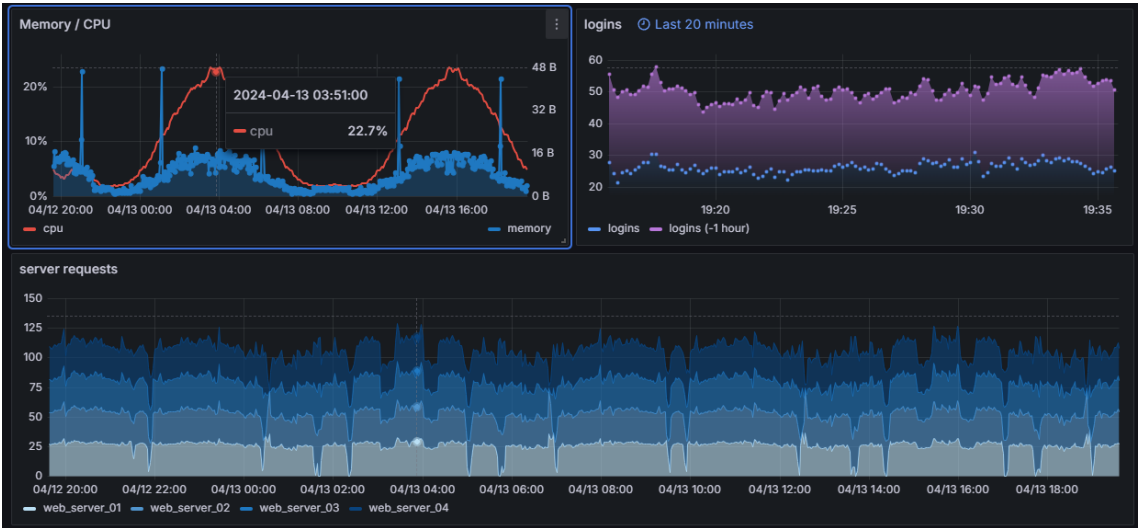 Memory / CPU
20%
10%
0%
48 B
32 B
16 B
0 B
2024-04-13 03:51:00
cpu 22.7%
04/12 20:00 04/13 00:00 04/13 04:00 04/13 08:00 04/13 12:00 04/13 16:00
cpu memory
logins Last 20 minutes
60
50
40
30
20
19:20 19:25 19:30 19:35
logins logins (-1 hour)
server requests
150
125
100
75
50
25
0
04/12 20:00 04/12 22:00 04/13 00:00 04/13 02:00 04/13 04:00 04/13 06:00 04/13 08:00 04/13 10:00 04/13 12:00 04/13 14:00 04/13 16:00 04/13 18:00
web_server_01 web_server_02 web_server_03 web_server_04